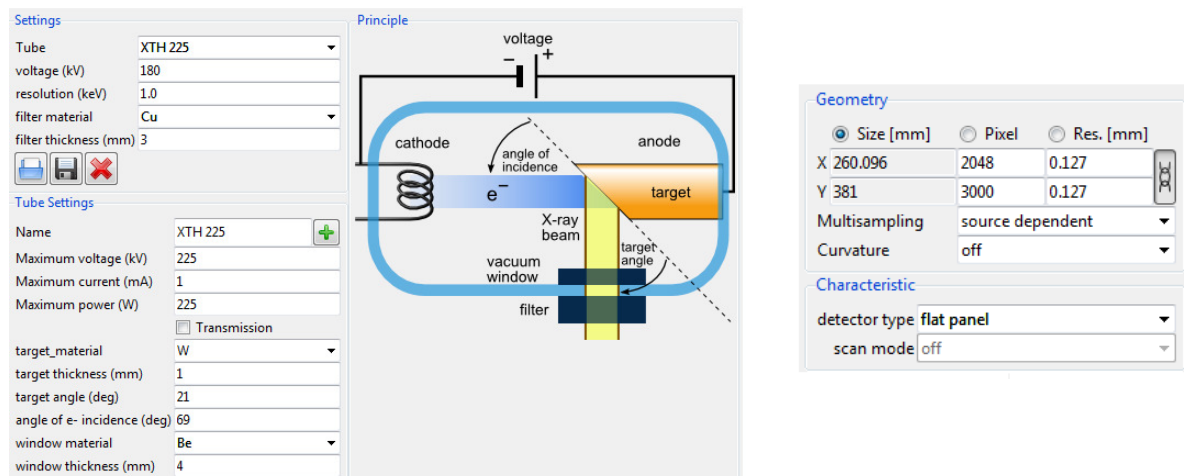 Settings
Tube XTH 225
voltage (kV) 180
resolution (keV) 1.0
filter material Cu
filter thickness (mm) 3
Tube Settings
Name XTH 225
Maximum voltage (kV) 225
Maximum current (mA) 1
Maximum power (W) 225
Transmission
target_material W
target thickness (mm) 1
target angle (deg) 21
angle of e- incidence (deg) 69
window material Be
window thickness (mm) 4
Principle
voltage
− +
cathode
angle of
incidence
anode
e−
target
X-ray
beam
target
angle
vacuum
window
filter
Geometry
Size [mm] Pixel Res. [mm]
X 260.096 2048 0.127
Y 381 3000 0.127
Multisampling source dependent
Curvature off
Characteristic
detector type flat panel
scan mode off